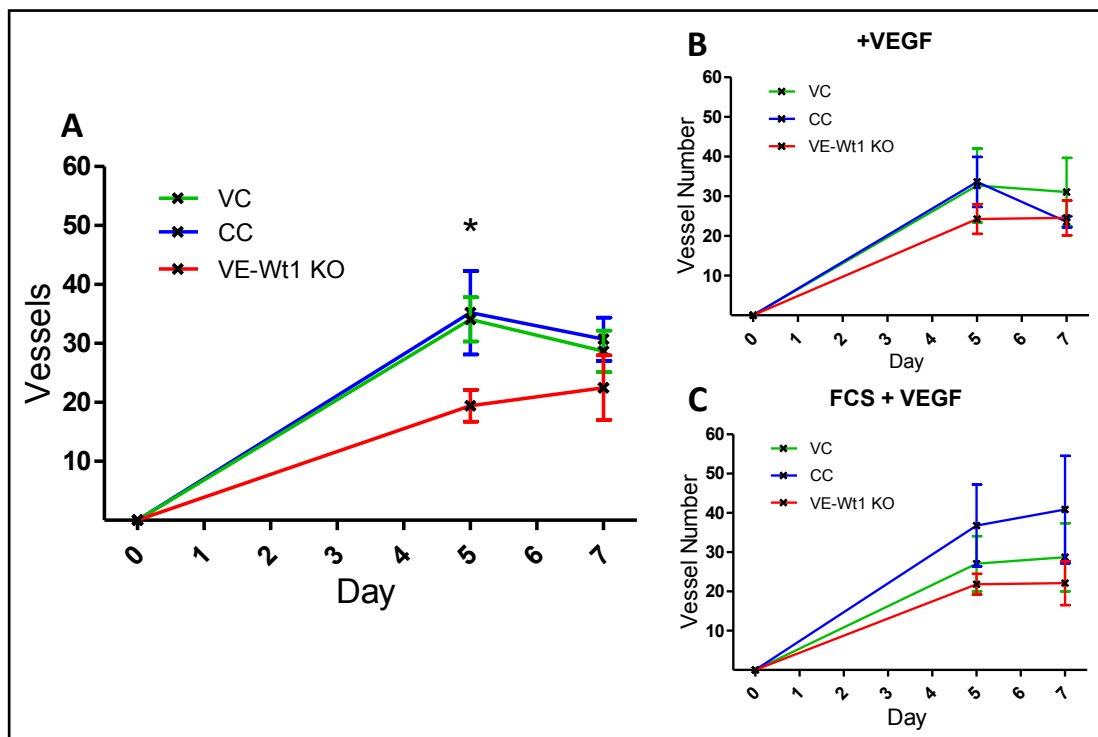 A
60
50
40
30
20
10
VC
CC
VE-Wt1 KO
*
Vessels
0 1 2 3 4 5 6 7
Day
B
+VEGF
60
50
40
30
20
10
VC
CC
VE-Wt1 KO
Vessel Number
0 1 2 3 4 5 6 7
Day
C
FCS + VEGF
60
50
40
30
20
10
VC
CC
VE-Wt1 KO
Vessel Number
0 1 2 3 4 5 6 7
Day